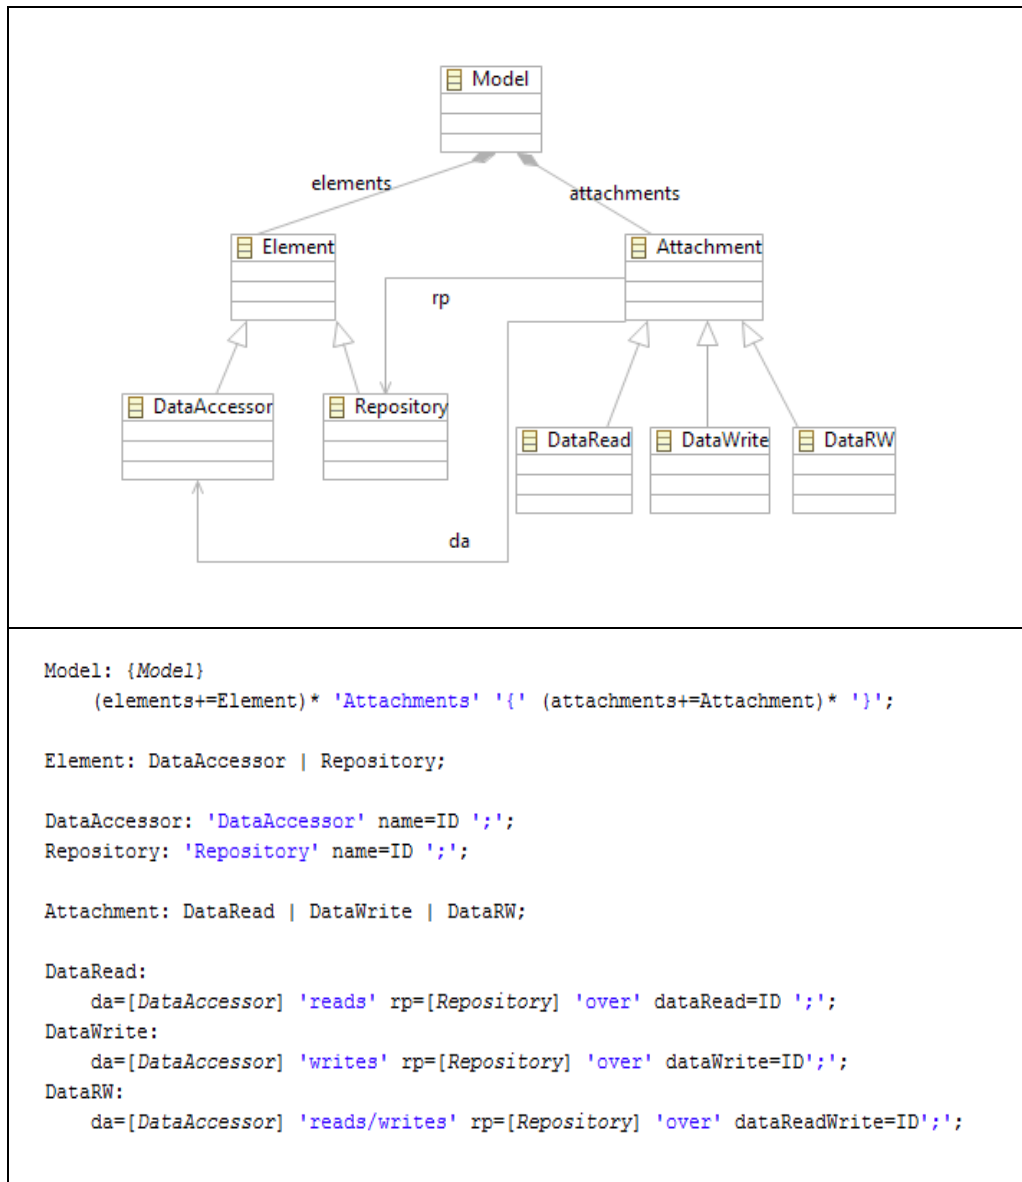 Model
elements
attachments
Element
Attachment
rp
DataAccessor
Repository
DataRead
DataWrite
DataRW
da
Model: {Model}
(elements+=Element)* 'Attachments' '{' (attachments+=Attachment)* '}';
Element: DataAccessor | Repository;
DataAccessor: 'DataAccessor' name=ID ';';
Repository: 'Repository' name=ID ';';
Attachment: DataRead | DataWrite | DataRW;
DataRead:
da=[DataAccessor] 'reads' rp=[Repository] 'over' dataRead=ID ';';
DataWrite:
da=[DataAccessor] 'writes' rp=[Repository] 'over' dataWrite=ID';';
DataRW:
da=[DataAccessor] 'reads/writes' rp=[Repository] 'over' dataReadWrite=ID';';